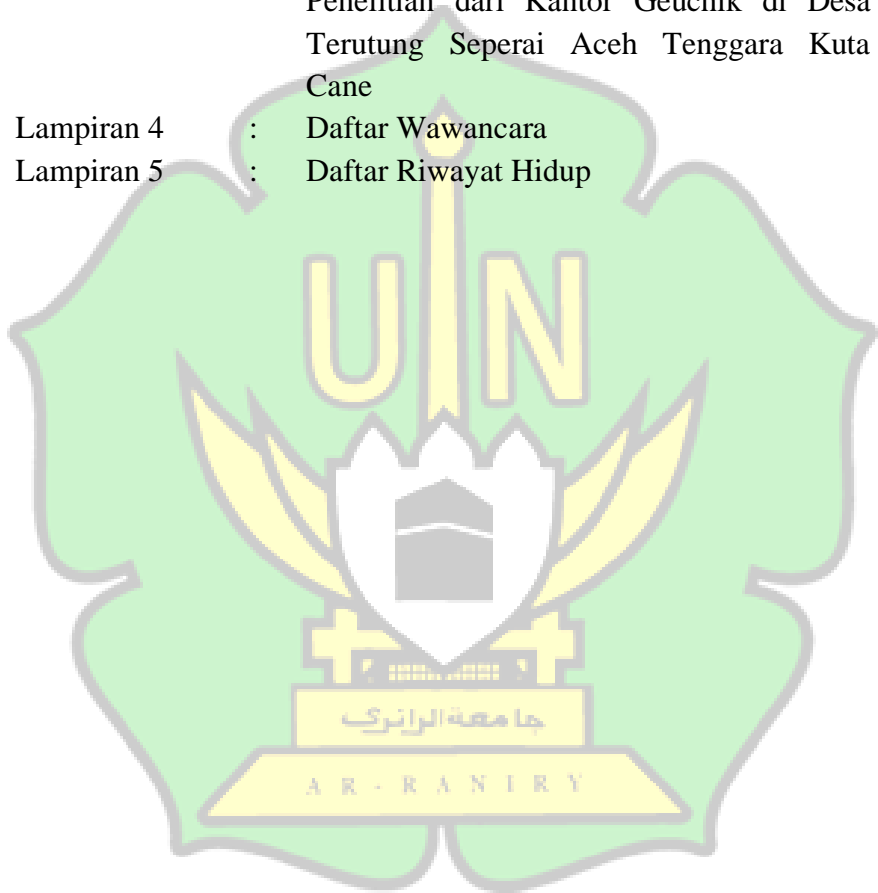 Penelitian dari Kantor Geuchik di Desa
Terutung Seperai Aceh Tenggara Kuta
Cane
Lampiran 4 : Daftar Wawancara
Lampiran 5 : Daftar Riwayat Hidup
UIN
جامعة الرانري
AR-RANIRY